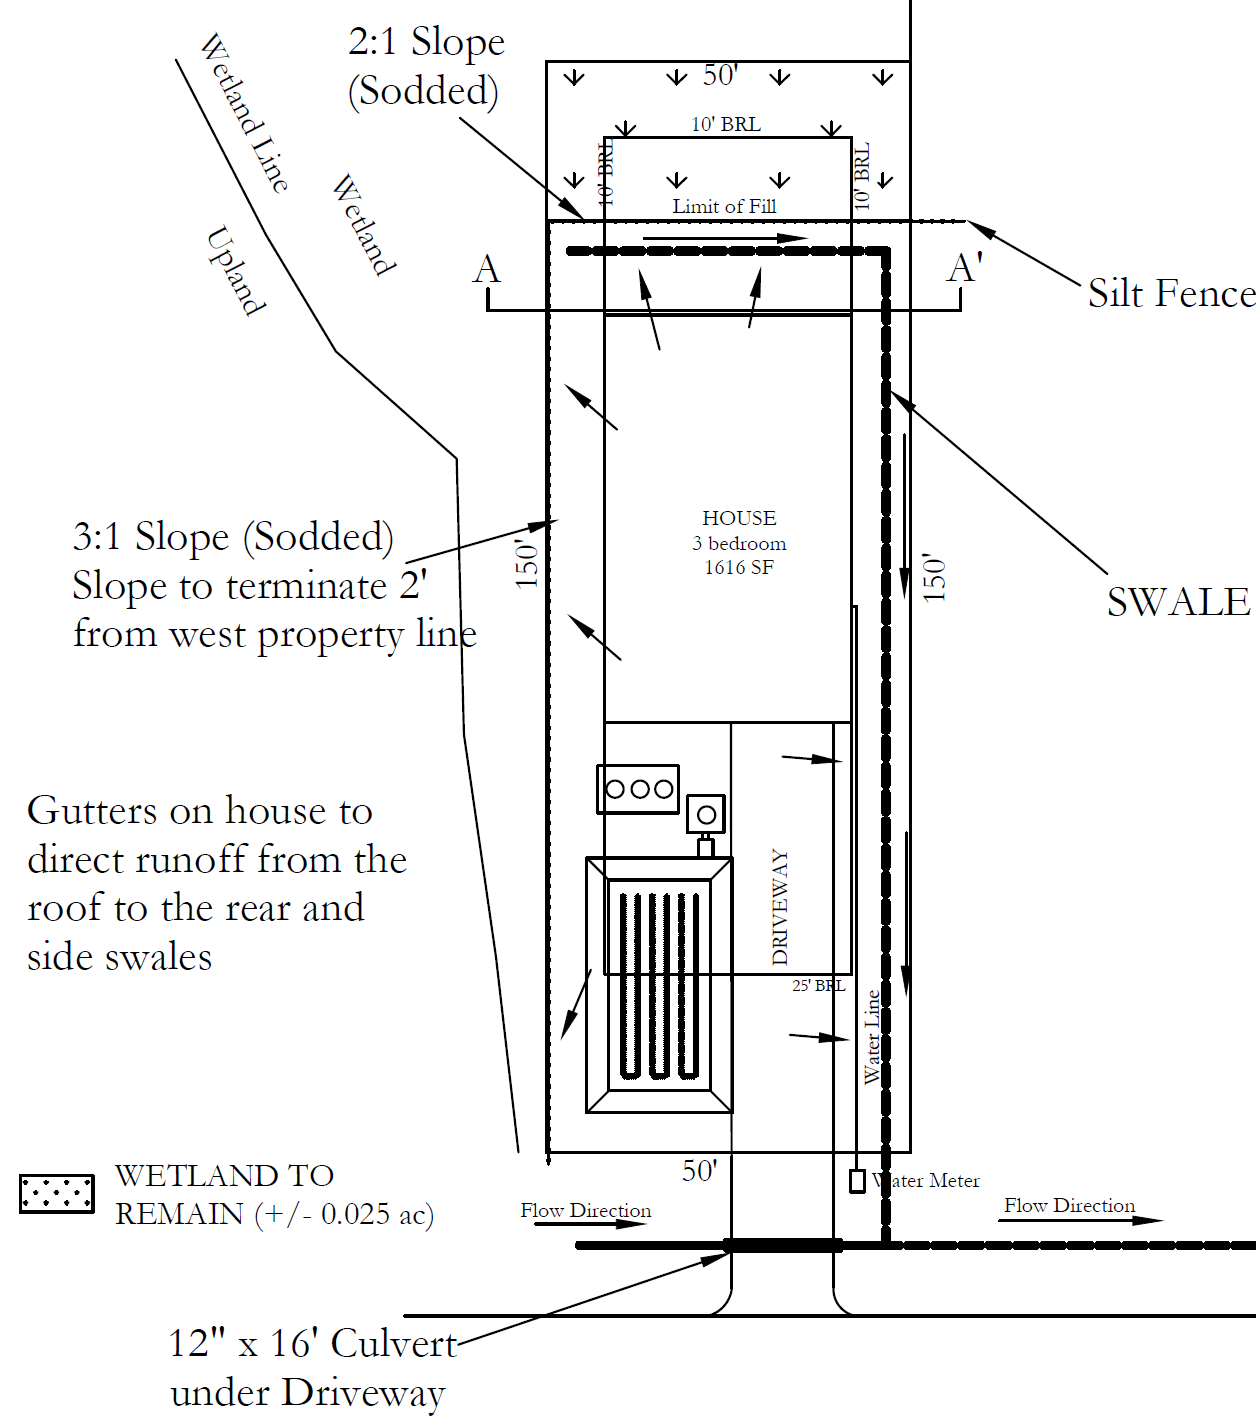 2:1 Slope
(Sodded)
Wetland Line
Wetland
Upland
50'
10' BRL
10' BRL
10' BRL
Limit of Fill
A
A'
Silt Fence
HOUSE
3 bedroom
1616 SF
3:1 Slope (Sodded)
Slope to terminate 2'
from west property line
150'
150'
SWALE
Gutters on house to
direct runoff from the
roof to the rear and
side swales
DRIVEWAY
25' BRL
Water Line
WETLAND TO
REMAIN (+/- 0.025 ac)
50'
Water Meter
Flow Direction
Flow Direction
12" x 16' Culvert
under Driveway